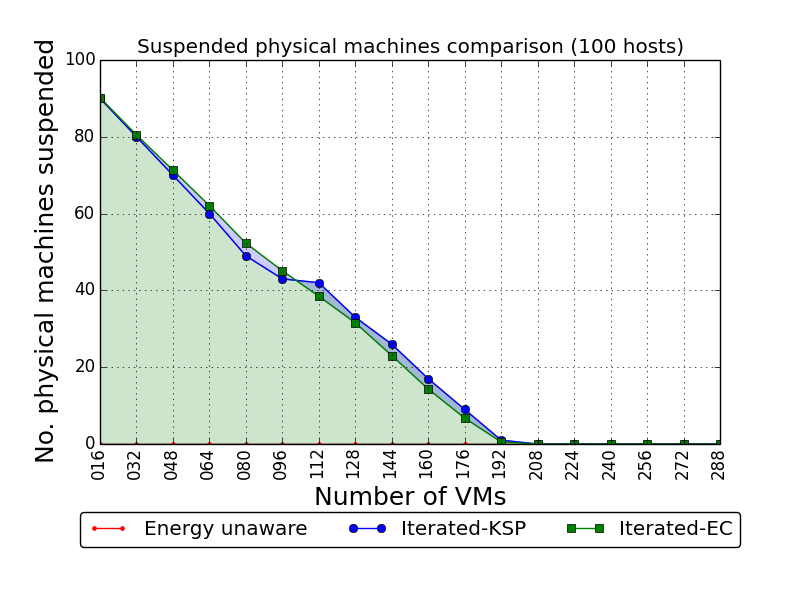 Suspended physical machines comparison (100 hosts)
No. physical machines suspended
100
80
60
40
20
0
016 032 048 064 080 096 112 128 144 160 176 192 208 224 240 256 272 288
Number of VMs
Energy unaware Iterated-KSP Iterated-EC